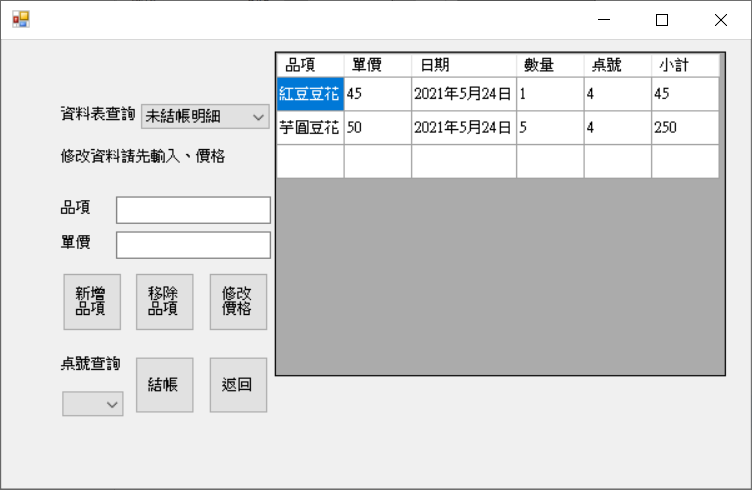 資料表查詢 未結帳明細
修改資料請先輸入、價格
品項
單價
新增
品項
移除
品項
修改
價格
桌號查詢
結帳
返回
品項 單價 日期 數量 桌號 小計
紅豆豆花 45 2021年5月24日 1 4 45
芋圓豆花 50 2021年5月24日 5 4 250